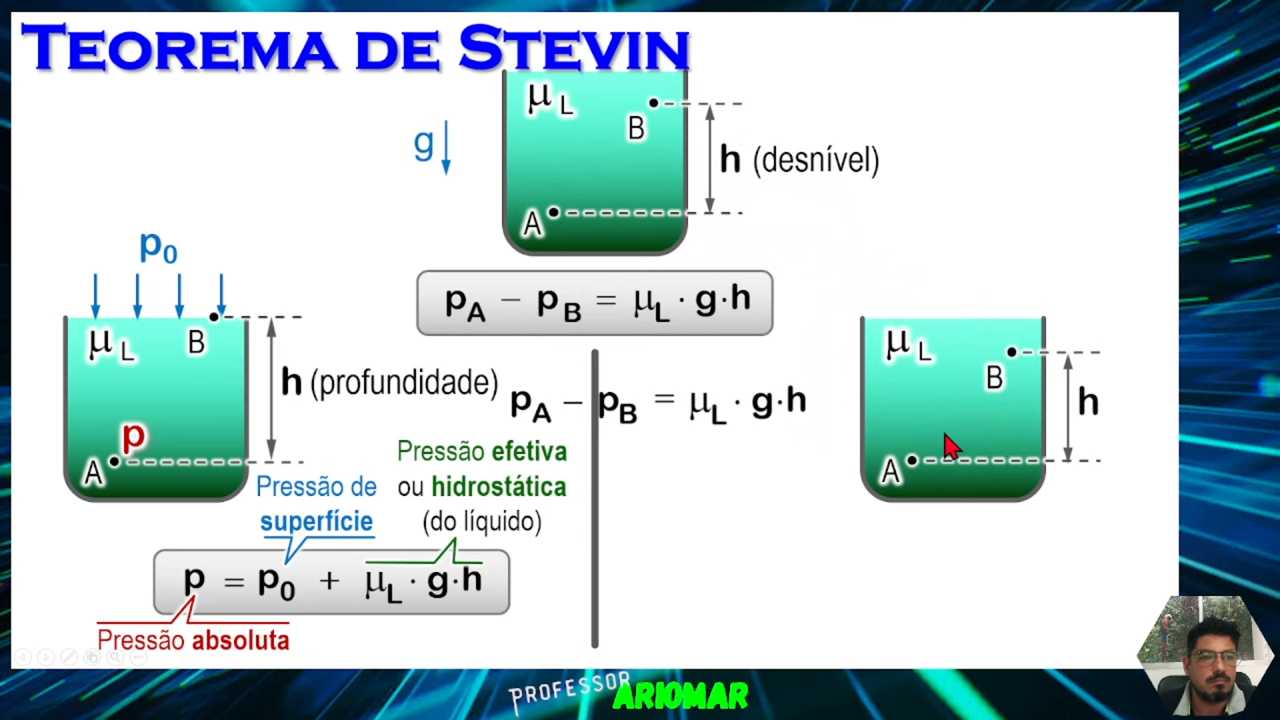 TEOREMA DE STEVIN
μL
B
g
h (desnível)
A
p0
pA − pB = μL · g·h
μL
B
h (profundidade)
p
A
pA − pB = μL · g·h
μL
B
h
A
Pressão efetiva
ou hidrostática
(do líquido)
Pressão de
superfície
p = p0 + μL · g·h
Pressão absoluta
PROFESSOR
ARIOMAR